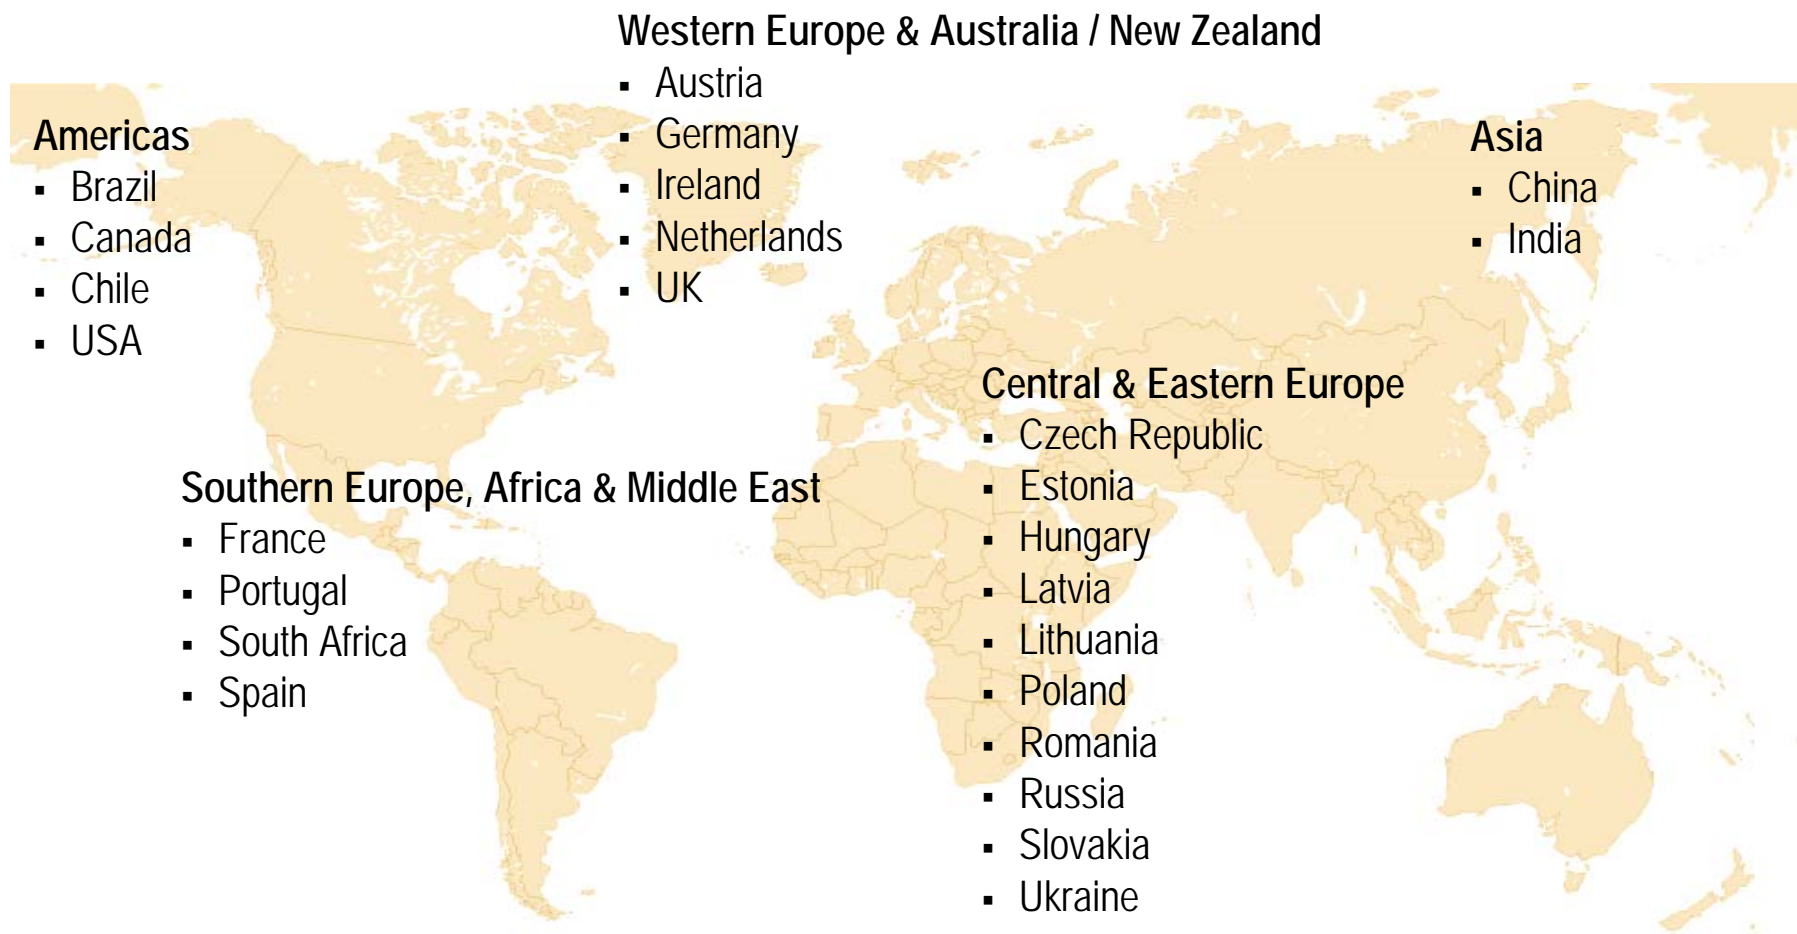 Western Europe & Australia / New Zealand
▪ Austria
▪ Germany
▪ Ireland
▪ Netherlands
▪ UK
Americas
▪ Brazil
▪ Canada
▪ Chile
▪ USA
Asia
▪ China
▪ India
Central & Eastern Europe
▪ Czech Republic
▪ Estonia
▪ Hungary
▪ Latvia
▪ Lithuania
▪ Poland
▪ Romania
▪ Russia
▪ Slovakia
▪ Ukraine
Southern Europe, Africa & Middle East
▪ France
▪ Portugal
▪ South Africa
▪ Spain